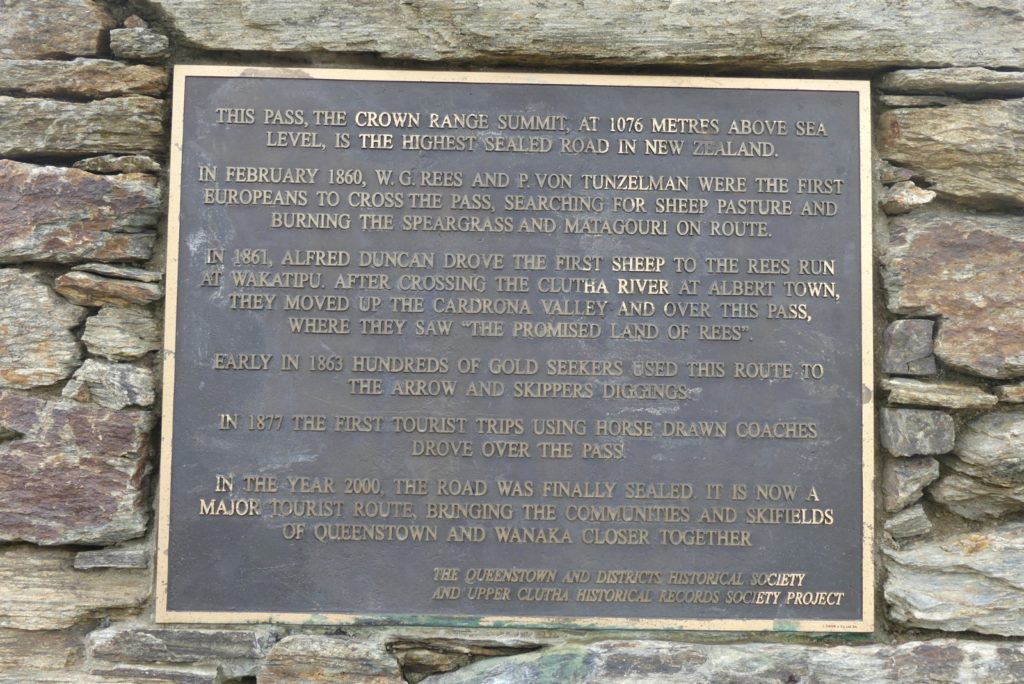 THIS PASS, THE CROWN RANGE SUMMIT, AT 1076 METRES ABOVE SEA
LEVEL, IS THE HIGHEST SEALED ROAD IN NEW ZEALAND.
IN FEBRUARY 1860, W. G. REES AND P. VON TUNZELMAN WERE THE FIRST
EUROPEANS TO CROSS THE PASS, SEARCHING FOR SHEEP PASTURE AND
BURNING THE SPEARGRASS AND MATAGOURI ON ROUTE.
IN 1861, ALFRED DUNCAN DROVE THE FIRST SHEEP TO THE REES RUN
AT WAKATIPU. AFTER CROSSING THE CLUTHA RIVER AT ALBERT TOWN,
THEY MOVED UP THE CARDRONA VALLEY AND OVER THIS PASS,
WHERE THEY SAW "THE PROMISED LAND OF REES".
EARLY IN 1863 HUNDREDS OF GOLD SEEKERS USED THIS ROUTE TO
THE ARROW AND SKIPPERS DIGGINGS.
IN 1877 THE FIRST TOURIST TRIPS USING HORSE DRAWN COACHES
DROVE OVER THE PASS.
IN THE YEAR 2000, THE ROAD WAS FINALLY SEALED. IT IS NOW A
MAJOR TOURIST ROUTE, BRINGING THE COMMUNITIES AND SKIFIELDS
OF QUEENSTOWN AND WANAKA CLOSER TOGETHER
THE QUEENSTOWN AND DISTRICTS HISTORICAL SOCIETY
AND UPPER CLUTHA HISTORICAL RECORDS SOCIETY PROJECT